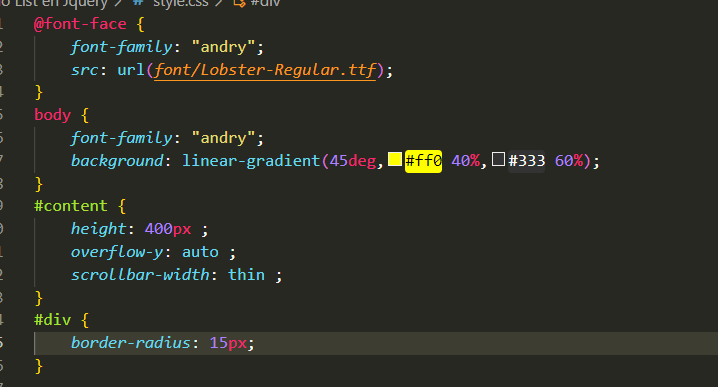 o List en Jquery > # style.css > #div
1 @font-face {
2 font-family: "andry";
3 src: url(font/Lobster-Regular.ttf);
4 }
5 body {
6 font-family: "andry";
7 background: linear-gradient(45deg,#ff0 40%,#333 60%);
8 }
9 #content {
0 height: 400px ;
1 overflow-y: auto ;
2 scrollbar-width: thin ;
3 }
4 #div {
5 border-radius: 15px;
6 }